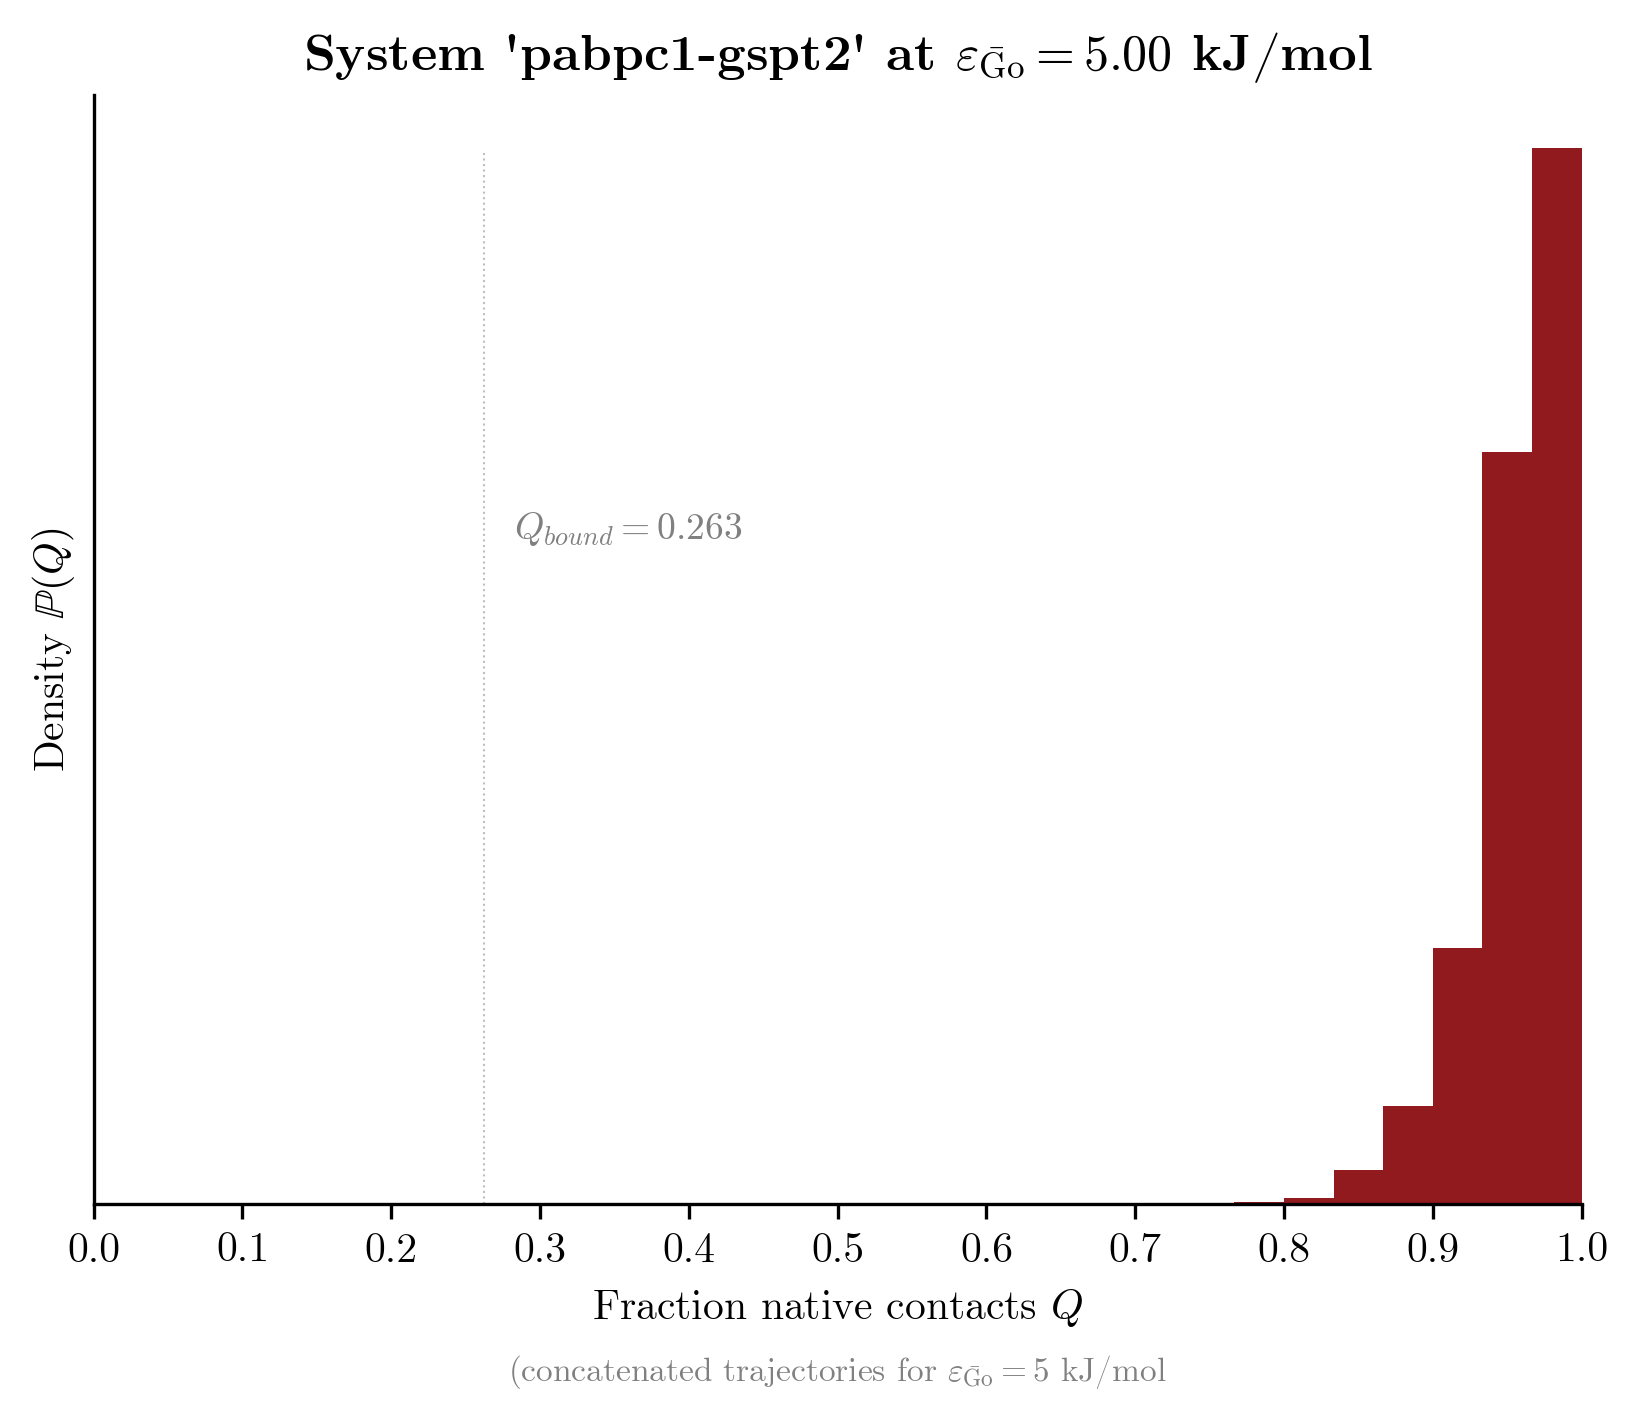 System 'pabpc1-gspt2' at ε_Ḡo = 5.00 kJ/mol
Q_bound = 0.263
Density ℙ(Q)
0.0 0.1 0.2 0.3 0.4 0.5 0.6 0.7 0.8 0.9 1.0
Fraction native contacts Q
(concatenated trajectories for ε_Ḡo = 5 kJ/mol